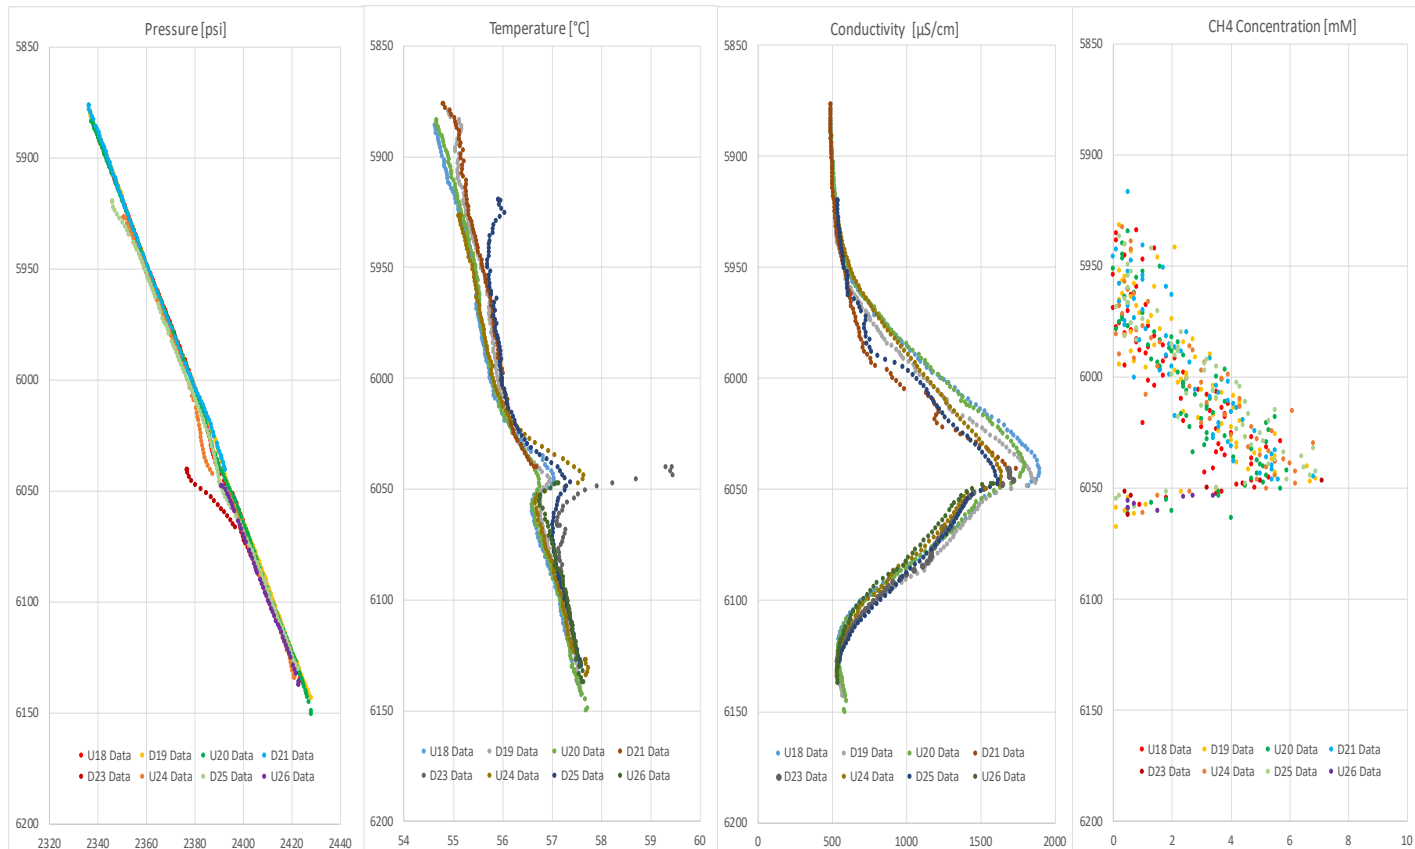 Pressure [psi]
5850
5900
5950
6000
6050
6100
6150
6200
2320 2340 2360 2380 2400 2420 2440
U18 Data D19 Data U20 Data D21 Data
D23 Data U24 Data D25 Data U26 Data
Temperature [°C]
5850
5900
5950
6000
6050
6100
6150
6200
54 55 56 57 58 59 60
U18 Data D19 Data U20 Data D21 Data
D23 Data U24 Data D25 Data U26 Data
Conductivity [µS/cm]
5850
5900
5950
6000
6050
6100
6150
6200
0 500 1000 1500 2000
U18 Data D19 Data U20 Data D21 Data
D23 Data U24 Data D25 Data U26 Data
CH4 Concentration [mM]
5850
5900
5950
6000
6050
6100
6150
6200
0 2 4 6 8 10
U18 Data D19 Data U20 Data D21 Data
D23 Data U24 Data D25 Data U26 Data